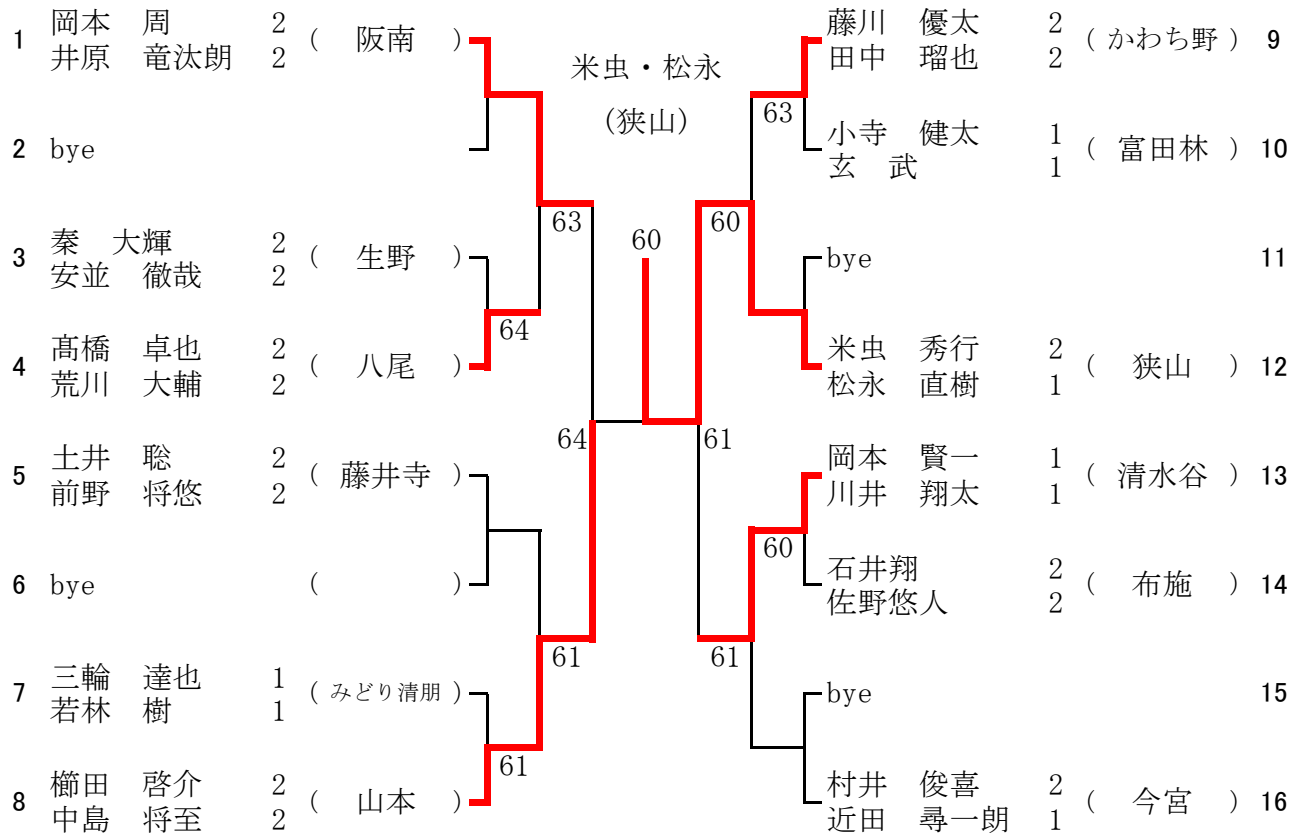 1 岡本 周 2 ( 阪南 )
井原 竜汰朗 2
2 bye
3 秦 大輝 2 ( 生野 )
安並 徹哉 2
4 髙橋 卓也 2 ( 八尾 )
荒川 大輔 2
5 土井 聡 2 ( 藤井寺 )
前野 将悠 2
6 bye ( )
7 三輪 達也 1 ( みどり清朋 )
若林 樹 1
8 櫛田 啓介 2 ( 山本 )
中島 将至 2
63
64
64
61
61
米虫・松永
(狭山)
60
63
60
61
60
61
藤川 優太 2 ( かわち野 ) 9
田中 瑠也 2
小寺 健太 1 ( 富田林 ) 10
玄 武 1
bye 11
米虫 秀行 2 ( 狭山 ) 12
松永 直樹 1
岡本 賢一 1 ( 清水谷 ) 13
川井 翔太 1
石井翔 2 ( 布施 ) 14
佐野悠人 2
bye 15
村井 俊喜 2 ( 今宮 ) 16
近田 尋一朗 1